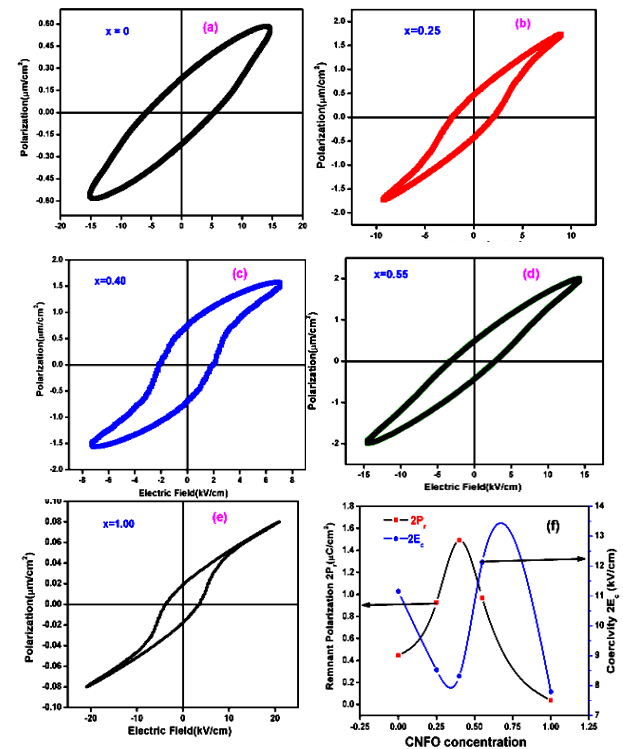 (a)
x = 0
Polarization(µm/cm²)
0.60
0.45
0.30
0.15
0.00
-0.15
-0.30
-0.45
-0.60
-20 -15 -10 -5 0 5 10 15 20
(b)
x=0.25
Polarization(µm/cm²)
2.0
1.5
1.0
0.5
0.0
-0.5
-1.0
-1.5
-2.0
-10 -5 0 5 10
(c)
x=0.40
Polarization(µm/cm²)
2.0
1.5
1.0
0.5
0.0
-0.5
-1.0
-1.5
-2.0
-8 -6 -4 -2 0 2 4 6 8
Electric Field(kV/cm)
(d)
x=0.55
Polarization(µm/cm²)
2
1
0
-1
-2
-15 -10 -5 0 5 10 15
Electric Field(kV/cm)
(e)
x=1.00
Polarization(µm/cm²)
0.10
0.08
0.06
0.04
0.02
0.00
-0.02
-0.04
-0.06
-0.08
-0.10
-20 -10 0 10 20
Electric Field(kV/cm)
(f)
2Pr
2Ec
Remnant Polarization 2Pr(µC/cm²)
1.8
1.6
1.4
1.2
1.0
0.8
0.6
0.4
0.2
0.0
-0.25 0.00 0.25 0.50 0.75 1.00 1.25
CNFO concentration
14
13
12
11
10
9
8
7
Coercivity 2Ec (kV/cm)